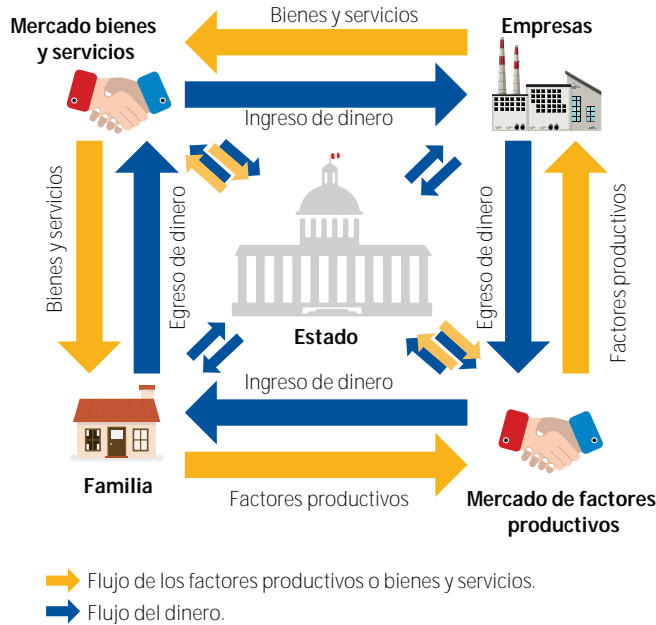 Bienes y servicios
Mercado bienes
y servicios
Empresas
Ingreso de dinero
Bienes y servicios
Egreso de dinero
Egreso de dinero
Factores productivos
Estado
Ingreso de dinero
Familia
Factores productivos
Mercado de factores
productivos
Flujo de los factores productivos o bienes y servicios.
Flujo del dinero.